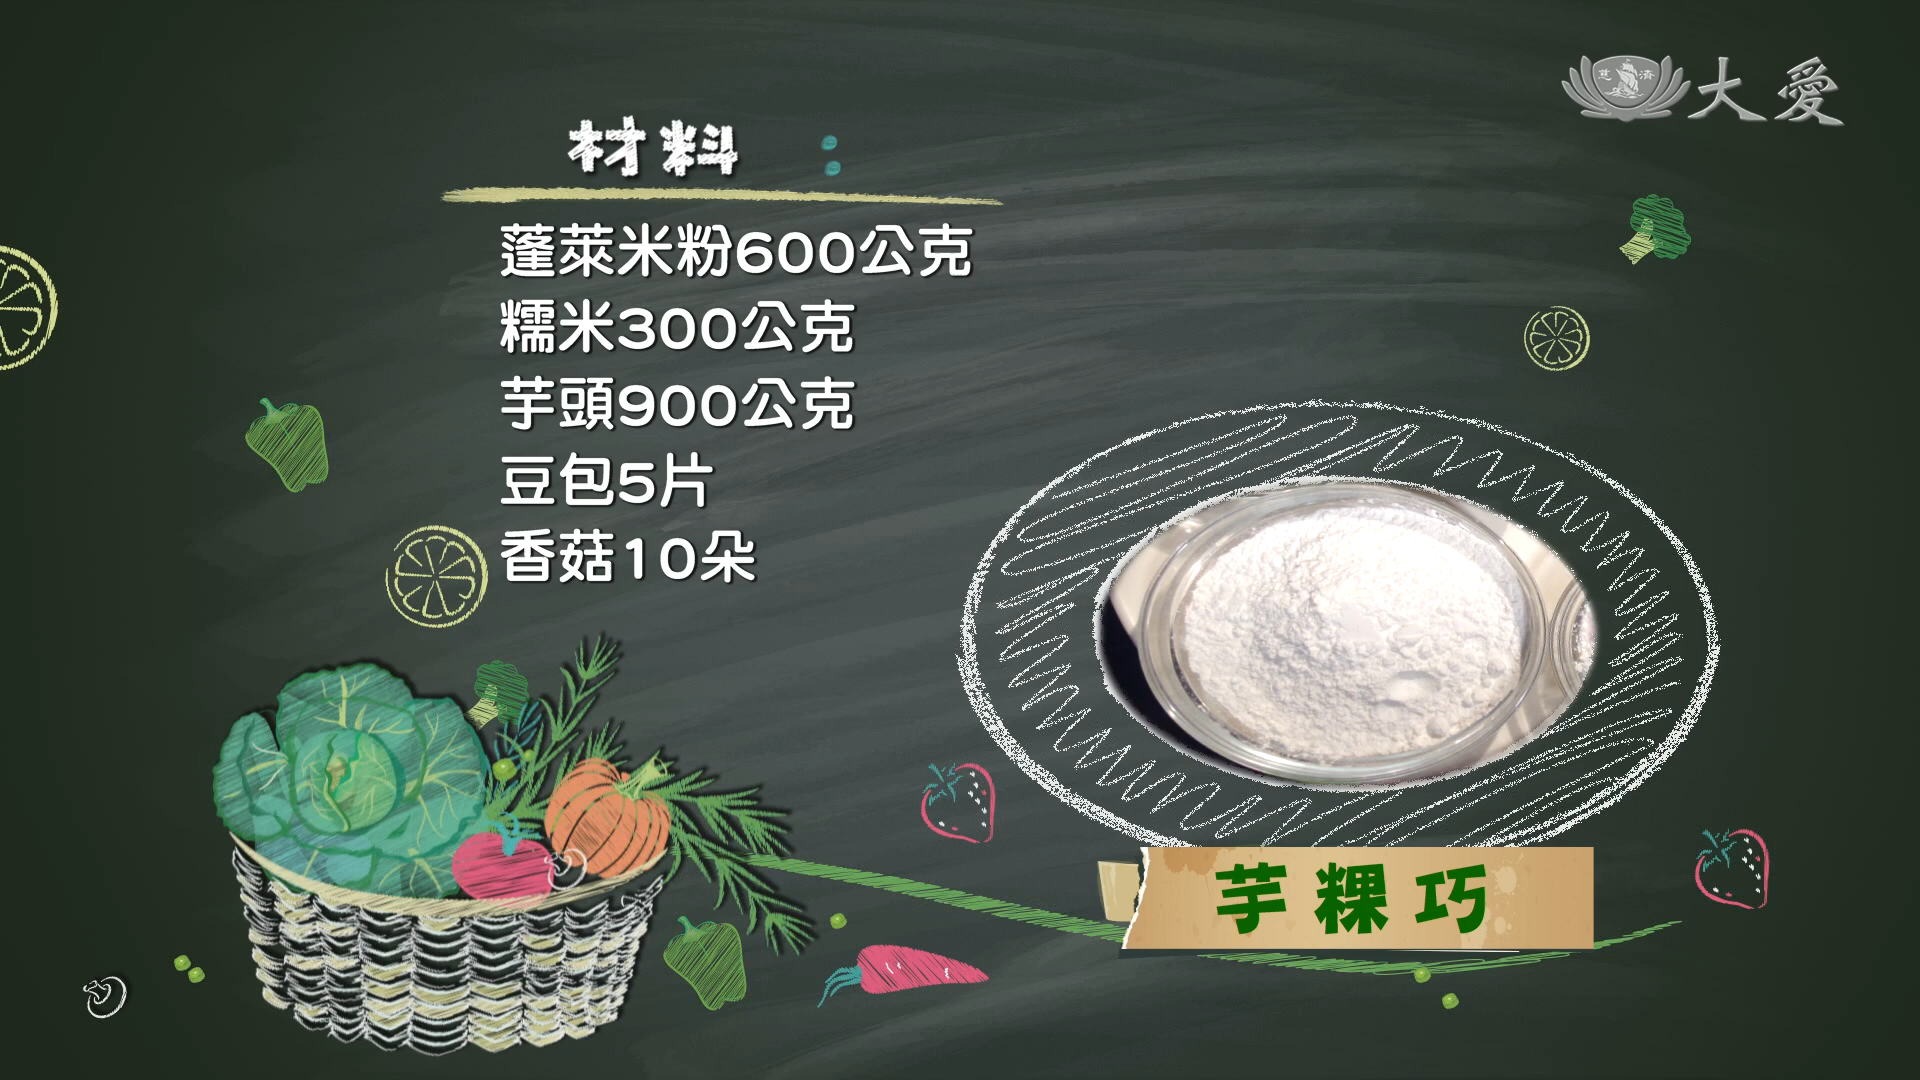 慈濟 大愛
材料：
蓬萊米粉600公克
糯米300公克
芋頭900公克
豆包5片
香菇10朵
芋粿巧